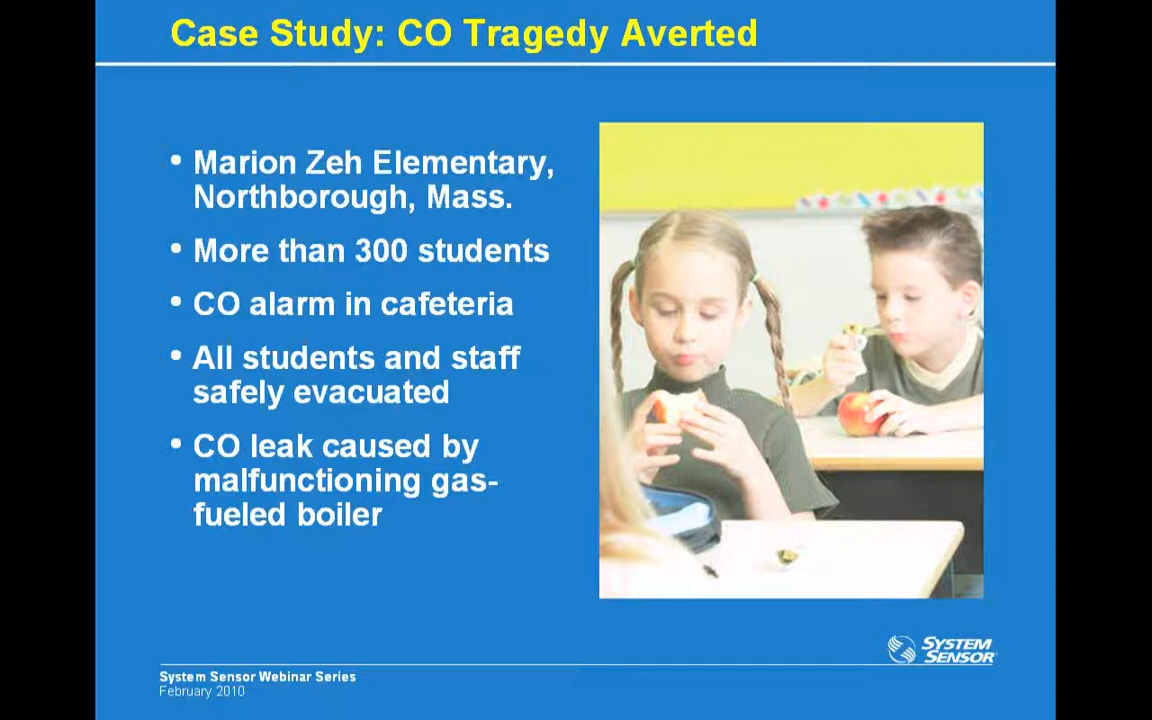 Case Study: CO Tragedy Averted
• Marion Zeh Elementary,
Northborough, Mass.
• More than 300 students
• CO alarm in cafeteria
• All students and staff
safely evacuated
• CO leak caused by
malfunctioning gas-
fueled boiler
SYSTEM
SENSOR
System Sensor Webinar Series
February 2010